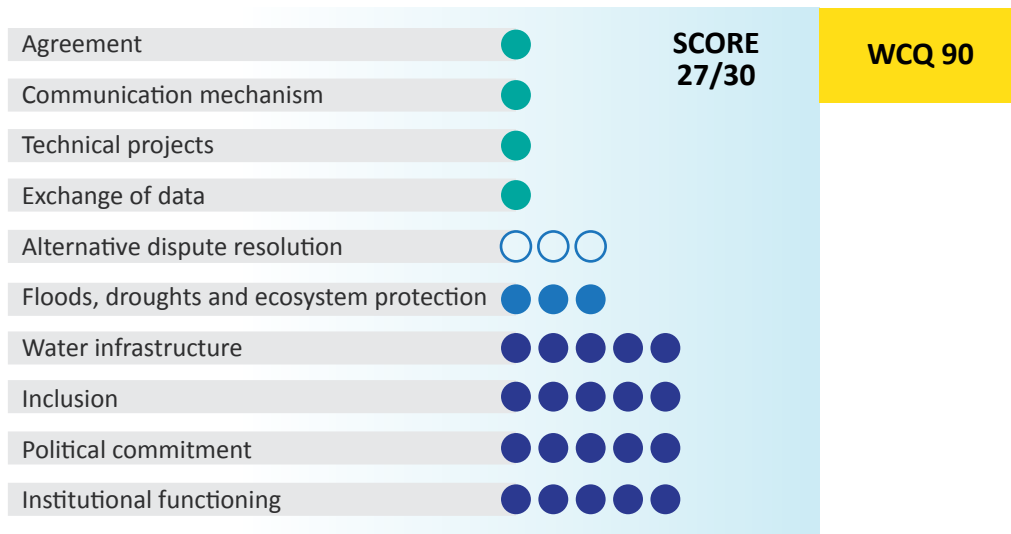 Agreement
Communication mechanism
Technical projects
Exchange of data
Alternative dispute resolution
Floods, droughts and ecosystem protection
Water infrastructure
Inclusion
Political commitment
Institutional functioning
SCORE
27/30
WCQ 90